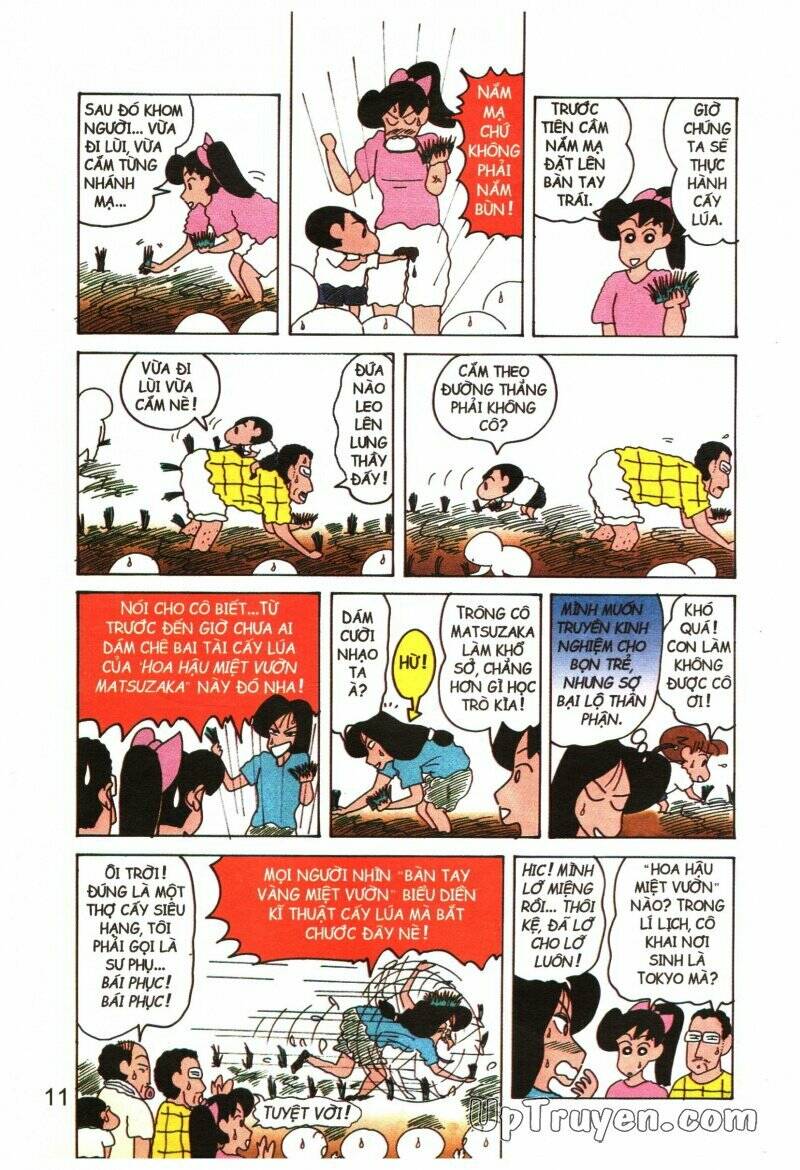 GIỜ
CHÚNG
TA SẼ
THỰC
HÀNH
CẤY LÚA.
TRƯỚC
TIÊN CẦM
NẮM MẠ
ĐẶT LÊN
BÀN TAY
TRÁI.
NẮM
MẠ
CHỨ
KHÔNG
PHẢI
NẮM
BÙN!
SAU ĐÓ KHOM
NGƯỜI... VỪA
ĐI LÙI, VỪA
CẮM TỪNG
NHÁNH
MẠ...
CẮM THEO
ĐƯỜNG THẲNG
PHẢI KHÔNG
CÔ?
ĐỨA
NÀO
LEO
LÊN
LƯNG
THẦY
ĐẤY!
VỪA ĐI
LÙI VỪA
CẮM NÈ!
KHÓ
QUÁ!
CON LÀM
KHÔNG
ĐƯỢC CÔ
ƠI!
MÌNH MUỐN
TRUYỀN KINH
NGHIỆM CHO
BỌN TRẺ,
NHƯNG SỢ
BẠI LỘ THÂN
PHẬN.
TRÔNG CÔ
MATSUZAKA
LÀM KHỔ
SỞ, CHẲNG
HƠN GÌ HỌC
TRÒ KÌA!
HỪ!
DÁM
CƯỜI
NHẠO
TA
À?
NÓI CHO CÔ BIẾT...TỪ
TRƯỚC ĐẾN GIỜ CHƯA AI
DÁM CHÊ BAI TÀI CẤY LÚA
CỦA "HOA HẬU MIỆT VƯỜN
MATSUZAKA" NÀY ĐÓ NHA!
"HOA HẬU
MIỆT VƯỜN"
NÀO? TRONG
LÍ LỊCH, CÔ
KHAI NƠI
SINH LÀ
TOKYO MÀ?
HIC! MÌNH
LỠ MIỆNG
RỒI... THÔI
KỆ, ĐÃ LỠ
CHO LỠ
LUÔN!
MỌI NGƯỜI NHÌN "BÀN TAY
VÀNG MIỆT VƯỜN" BIỂU DIỄN
KĨ THUẬT CẤY LÚA MÀ BẮT
CHƯỚC ĐÂY NÈ!
ÔI TRỜI!
ĐÚNG LÀ MỘT
THỢ CẤY SIÊU
HẠNG, TÔI
PHẢI GỌI LÀ
SƯ PHỤ...
BÁI PHỤC!
BÁI PHỤC!
TUYỆT VỜI!
11
UpTruyen.com